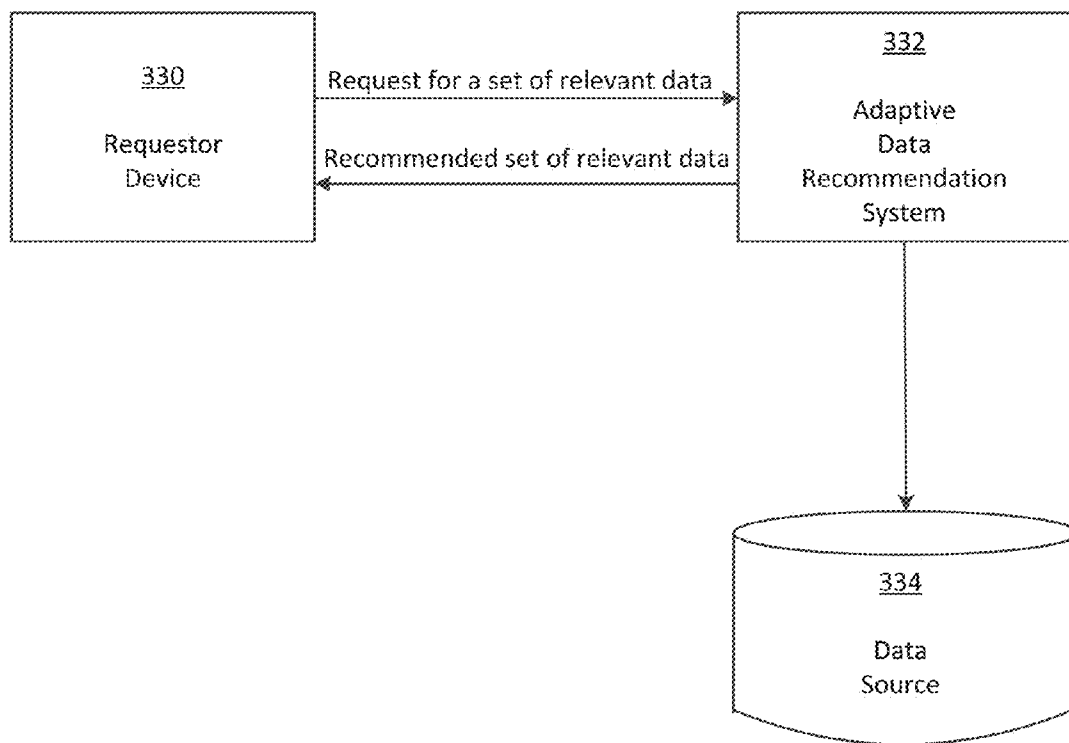 330
Requestor
Device
Request for a set of relevant data
Recommended set of relevant data
332
Adaptive
Data
Recommendation
System
334
Data
Source